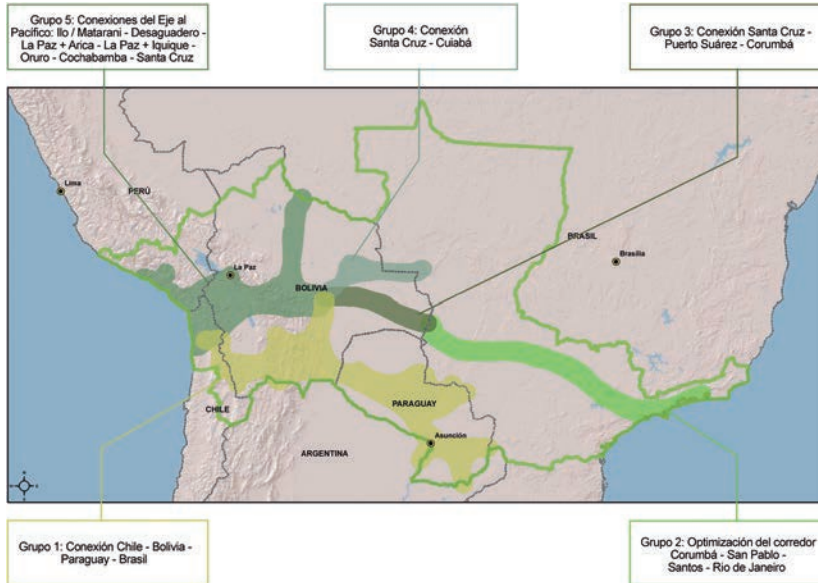 Grupo 5: Conexiones del Eje al
Pacifico: Ilo / Matarani - Desaguadero -
La Paz + Arica - La Paz + Iquique -
Oruro - Cochabamba - Santa Cruz
Grupo 4: Conexión
Santa Cruz - Cuiabá
Grupo 3: Conexión Santa Cruz -
Puerto Suárez - Corumbá
Lima
PERÚ
BRASIL
La Paz
Brasilia
BOLIVIA
CHILE
PARAGUAY
Asunción
ARGENTINA
Grupo 1: Conexión Chile - Bolivia -
Paraguay - Brasil
Grupo 2: Optimización del corredor
Corumbá - San Pablo -
Santos - Rio de Janeiro